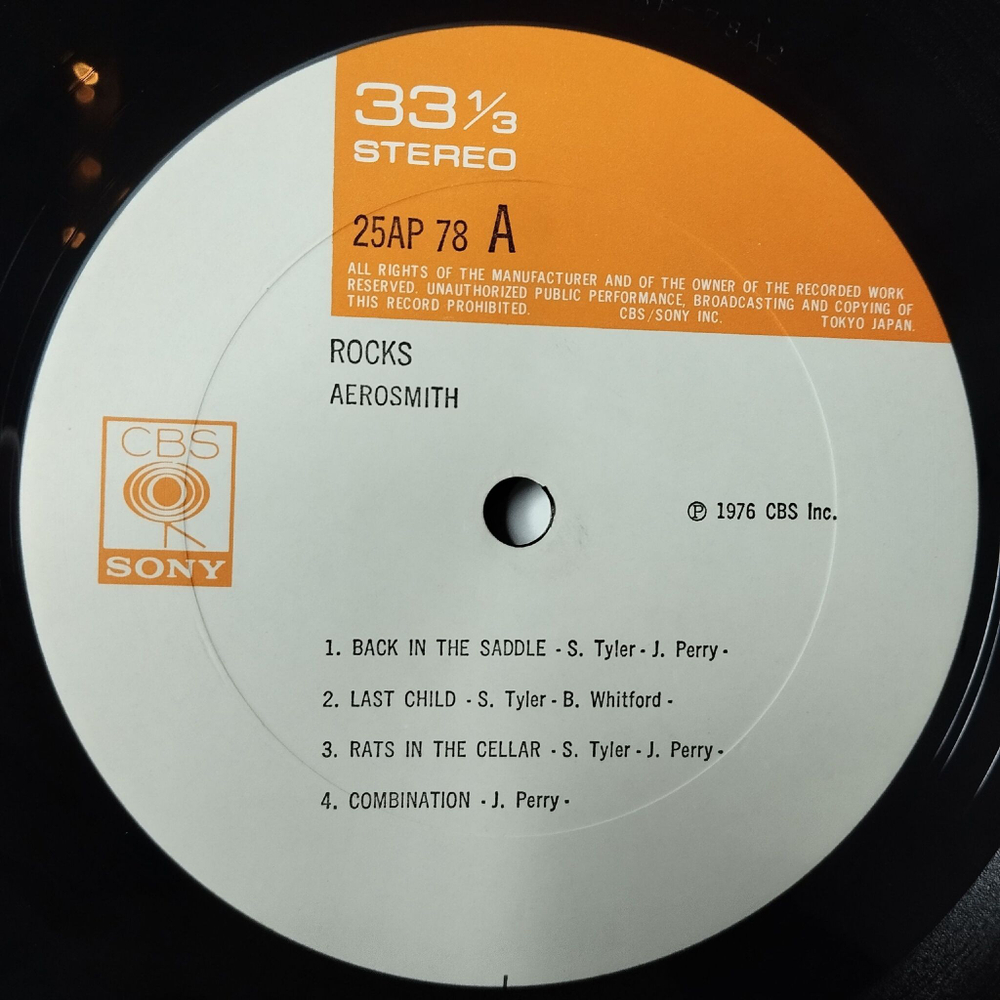 33 1/3
STEREO
25AP 78 A
ALL RIGHTS OF THE MANUFACTURER AND OF THE OWNER OF THE RECORDED WORK
RESERVED. UNAUTHORIZED PUBLIC PERFORMANCE, BROADCASTING AND COPYING OF
THIS RECORD PROHIBITED. CBS/SONY INC. TOKYO JAPAN.
ROCKS
AEROSMITH
CBS
SONY
Ⓟ 1976 CBS Inc.
1. BACK IN THE SADDLE - S. Tyler - J. Perry -
2. LAST CHILD - S. Tyler - B. Whitford -
3. RATS IN THE CELLAR - S. Tyler - J. Perry -
4. COMBINATION - J. Perry -